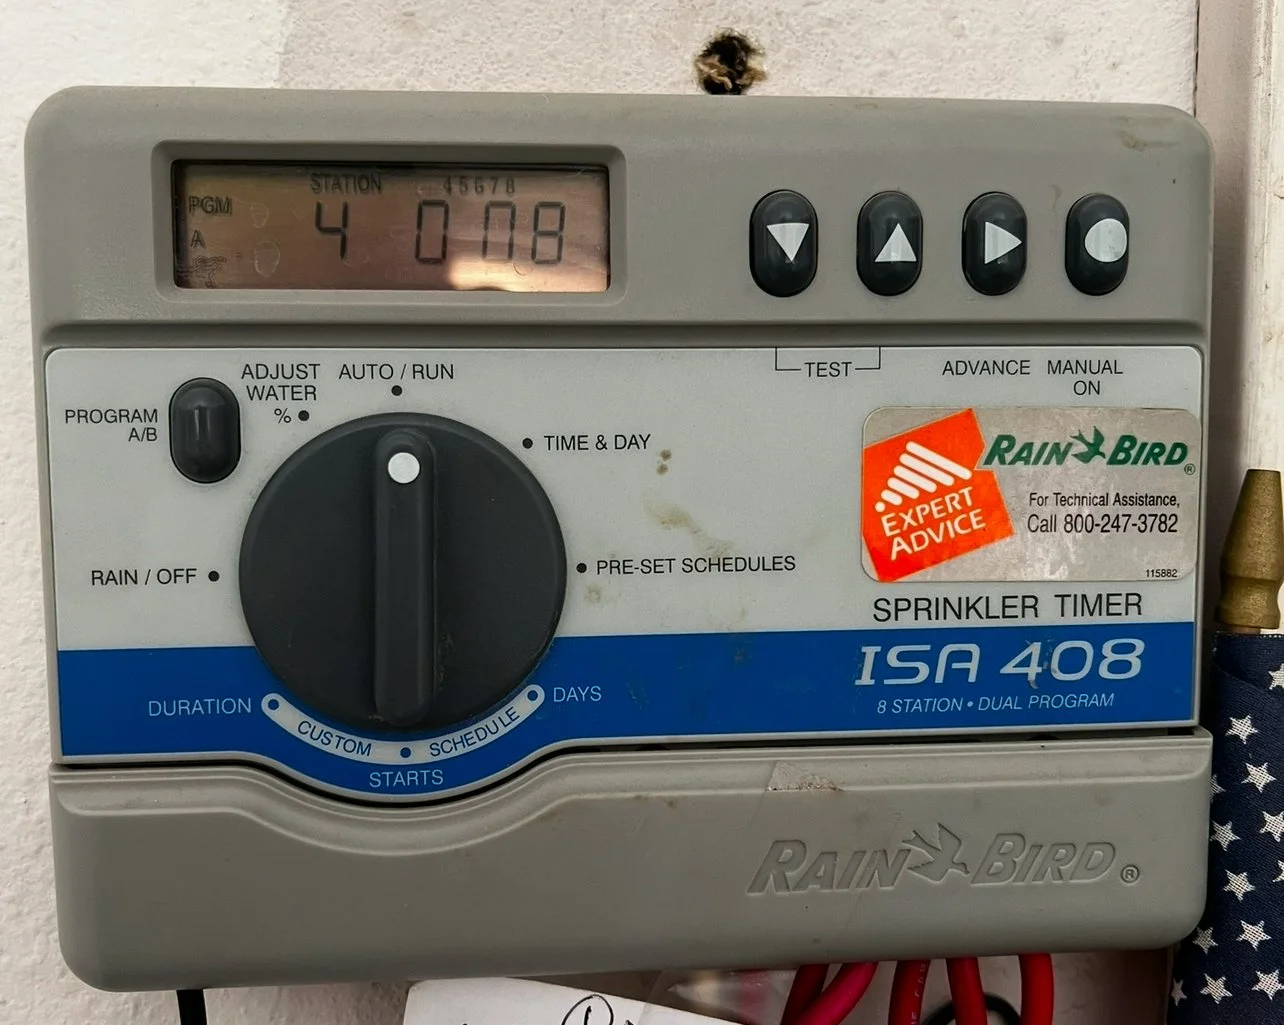 STATION 45678
PGM
4 0 08
A
TEST
ADVANCE
MANUAL
ON
PROGRAM
A/B
ADJUST
WATER
%
AUTO / RUN
TIME & DAY
PRE-SET SCHEDULES
RAIN / OFF
DURATION
CUSTOM SCHEDULE
DAYS
STARTS
EXPERT
ADVICE
RAIN BIRD®
For Technical Assistance,
Call 800-247-3782
115882
SPRINKLER TIMER
ISA 408
8 STATION • DUAL PROGRAM
RAIN BIRD®